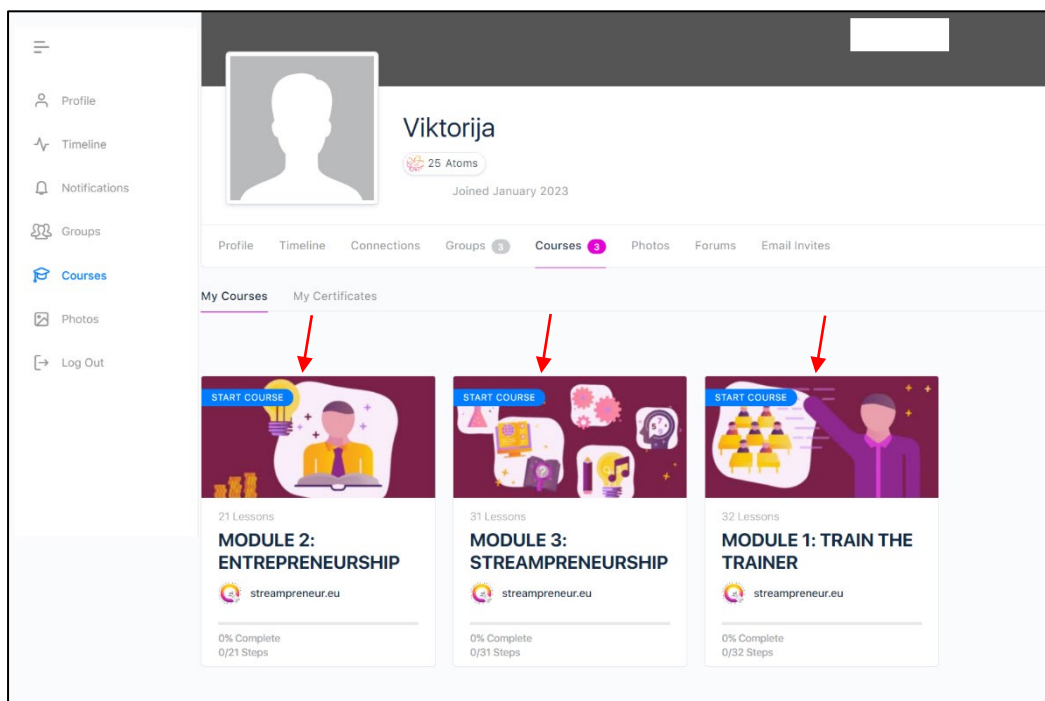 Profile
Timeline
Notifications
Groups
Courses
Photos
Log Out
Viktorija
25 Atoms
Joined January 2023
Profile Timeline Connections Groups 3 Courses 3 Photos Forums Email Invites
My Courses My Certificates
START COURSE
21 Lessons
MODULE 2:
ENTREPRENEURSHIP
streampreneur.eu
0% Complete
0/21 Steps
START COURSE
31 Lessons
MODULE 3:
STREAMPRENEURSHIP
streampreneur.eu
0% Complete
0/31 Steps
START COURSE
32 Lessons
MODULE 1: TRAIN THE
TRAINER
streampreneur.eu
0% Complete
0/32 Steps